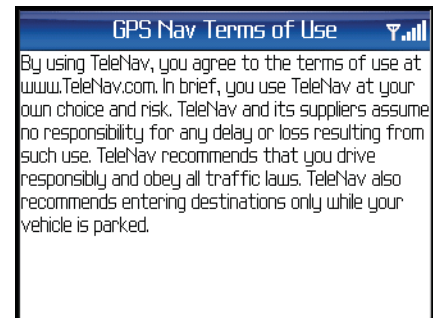 GPS Nav Terms of Use
By using TeleNav, you agree to the terms of use at
www.TeleNav.com. In brief, you use TeleNav at your
own choice and risk. TeleNav and its suppliers assume
no responsibility for any delay or loss resulting from
such use. TeleNav recommends that you drive
responsibly and obey all traffic laws. TeleNav also
recommends entering destinations only while your
vehicle is parked.